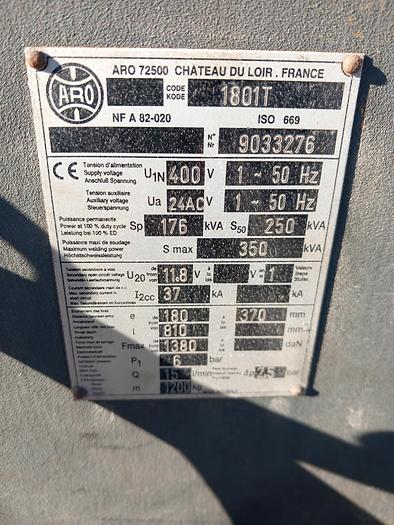 ARO 72500 CHÂTEAU DU LOIR. FRANCE
ARO
CODE
KODE 1801T
NF A 82-020 ISO 669
N°
Nr 9033276
CE Tension d'alimentation
Supply voltage
Anschluß Spannung U1N 400 V 1 ~ 50 Hz
Tension auxiliaire
Auxiliary voltage
Steuerspannung Ua 24AC V 1 ~ 50 Hz
Puissance permanente
Power at 100% duty cycle
Leistung bei 100% ED Sp 176 kVA S50 250 kVA
Puissance maxi de soudage
Maximum welding power
Höchstschweissleistung S max 350 kVA
U20 11.8 V V 1
I2cc 37 kA kA
e 180 370 mm
l 810 mm
Fmax 1380 daN
P1 6 bar
Q 15 l/min Δp 2.5 bar
m 1200 kg